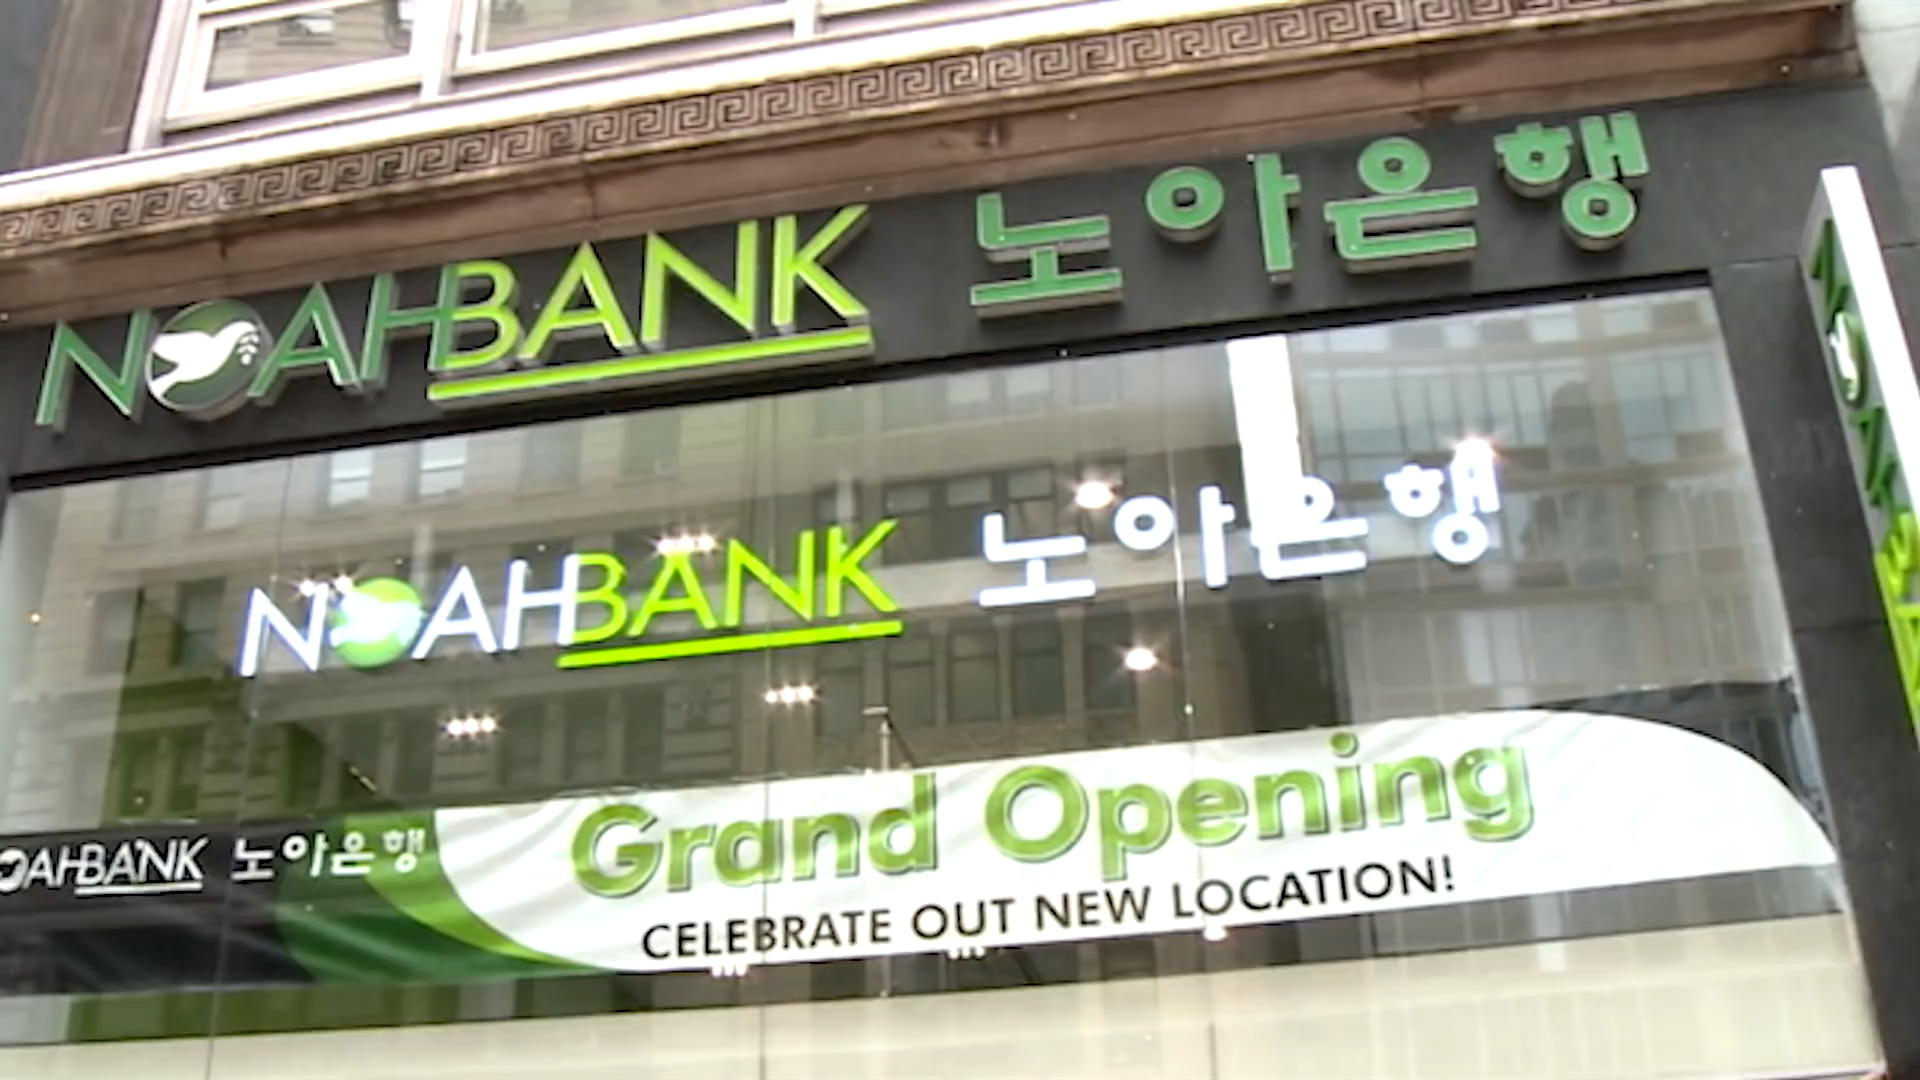 NOAHBANK 노아은행
NOAHBANK 노아은행
Grand Opening
CELEBRATE OUT NEW LOCATION!
OAHBANK 노아은행